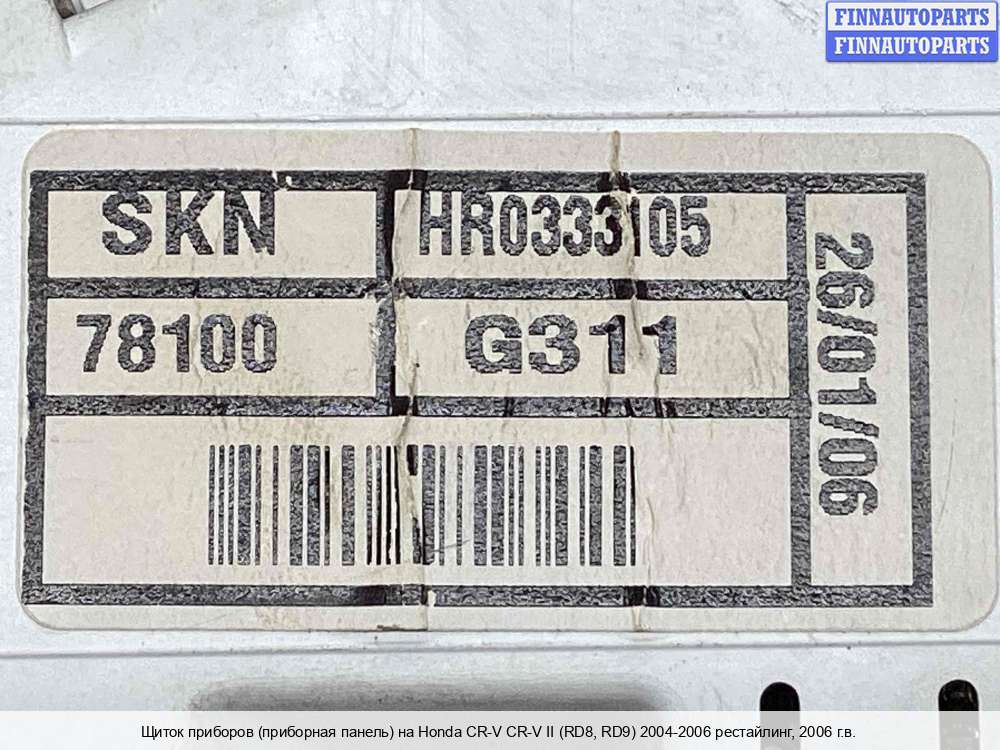 FINNAUTOPARTS
FINNAUTOPARTS
SKN HR0333105
78100 G311
26/01/06
Щиток приборов (приборная панель) на Honda CR-V CR-V II (RD8, RD9) 2004-2006 рестайлинг, 2006 г.в.